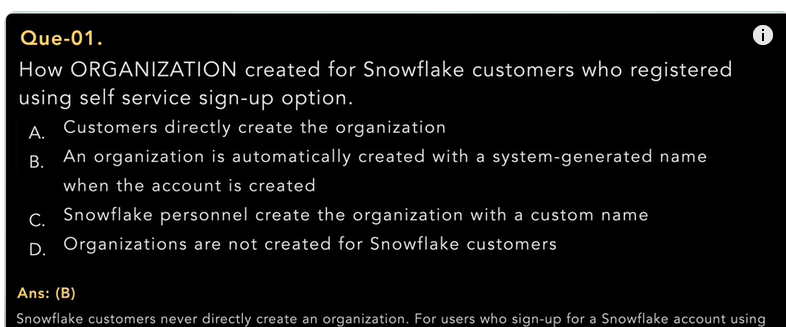 Que-01.
How ORGANIZATION created for Snowflake customers who registered
using self service sign-up option.
A. Customers directly create the organization
B. An organization is automatically created with a system-generated name
when the account is created
C. Snowflake personnel create the organization with a custom name
D. Organizations are not created for Snowflake customers
Ans: (B)
Snowflake customers never directly create an organization. For users who sign-up for a Snowflake account using